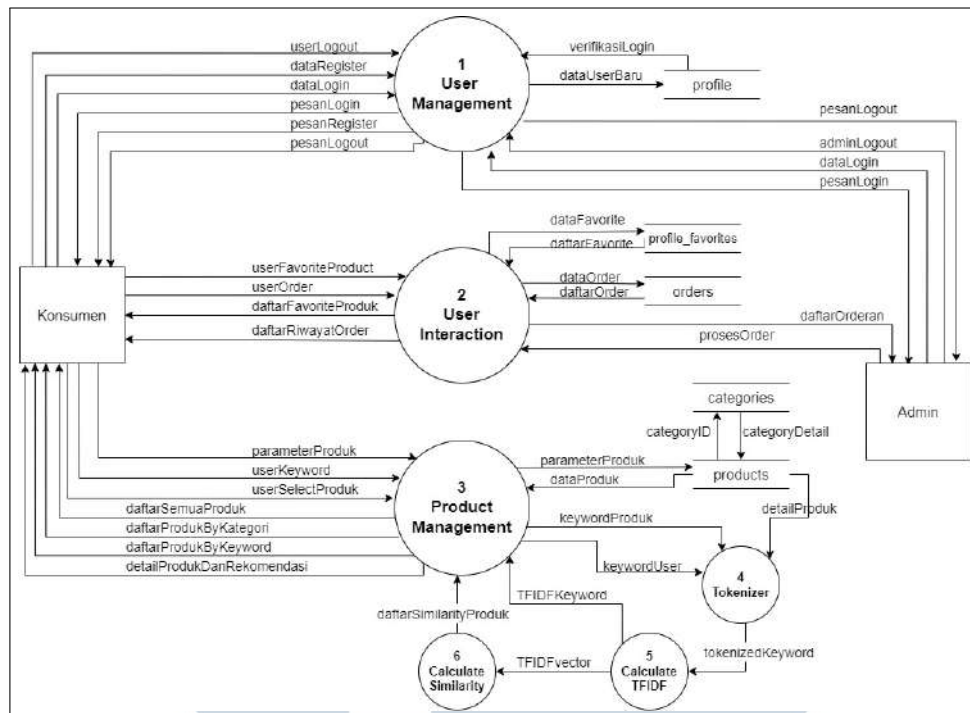 userLogout
dataRegister
dataLogin
pesanLogin
pesanRegister
pesanLogout
1
User
Management
verifikasiLogin
dataUserBaru
profile
pesanLogout
adminLogout
dataLogin
pesanLogin
Konsumen
userFavoriteProduct
userOrder
daftarFavoriteProduk
daftarRiwayatOrder
2
User
Interaction
dataFavorite
daftarFavorite
profile_favorites
dataOrder
daftarOrder
orders
daftarOrderan
prosesOrder
Admin
categories
categoryID
categoryDetail
products
parameterProduk
userKeyword
userSelectProduk
daftarSemuaProduk
daftarProdukByKategori
daftarProdukByKeyword
detailProdukDanRekomendasi
3
Product
Management
parameterProduk
dataProduk
keywordProduk
keywordUser
detailProduk
4
Tokenizer
TFIDFKeyword
daftarSimilarityProduk
tokenizedKeyword
6
Calculate
Similarity
TFIDFvector
5
Calculate
TFIDF